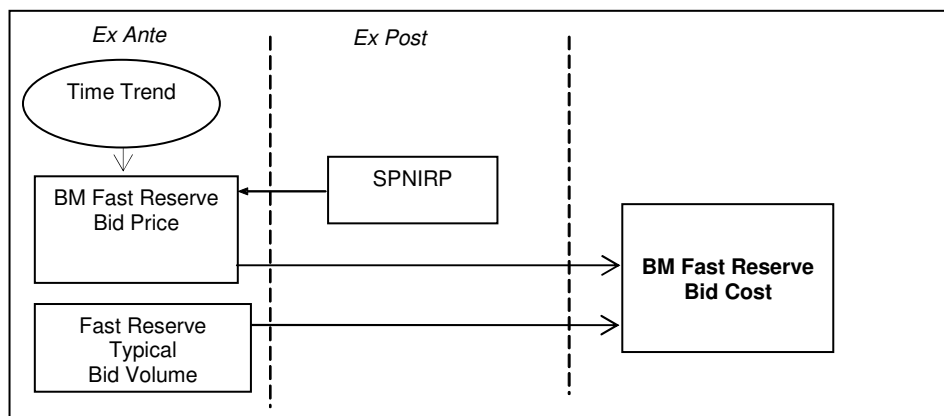 Ex Ante
Ex Post
Time Trend
SPNIRP
BM Fast Reserve
Bid Price
BM Fast Reserve
Bid Cost
Fast Reserve
Typical
Bid Volume